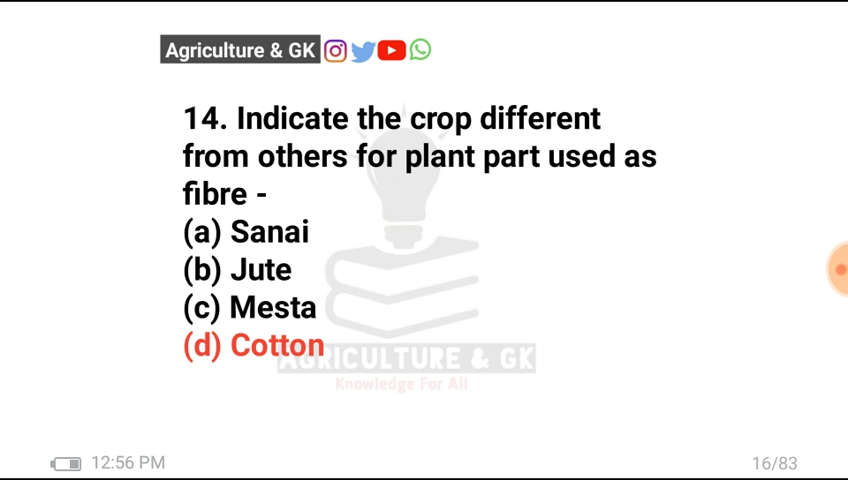 Agriculture & GK
14. Indicate the crop different
from others for plant part used as
fibre -
(a) Sanai
(b) Jute
(c) Mesta
(d) Cotton
AGRICULTURE & GK
Knowledge For All
12:56 PM
16/83